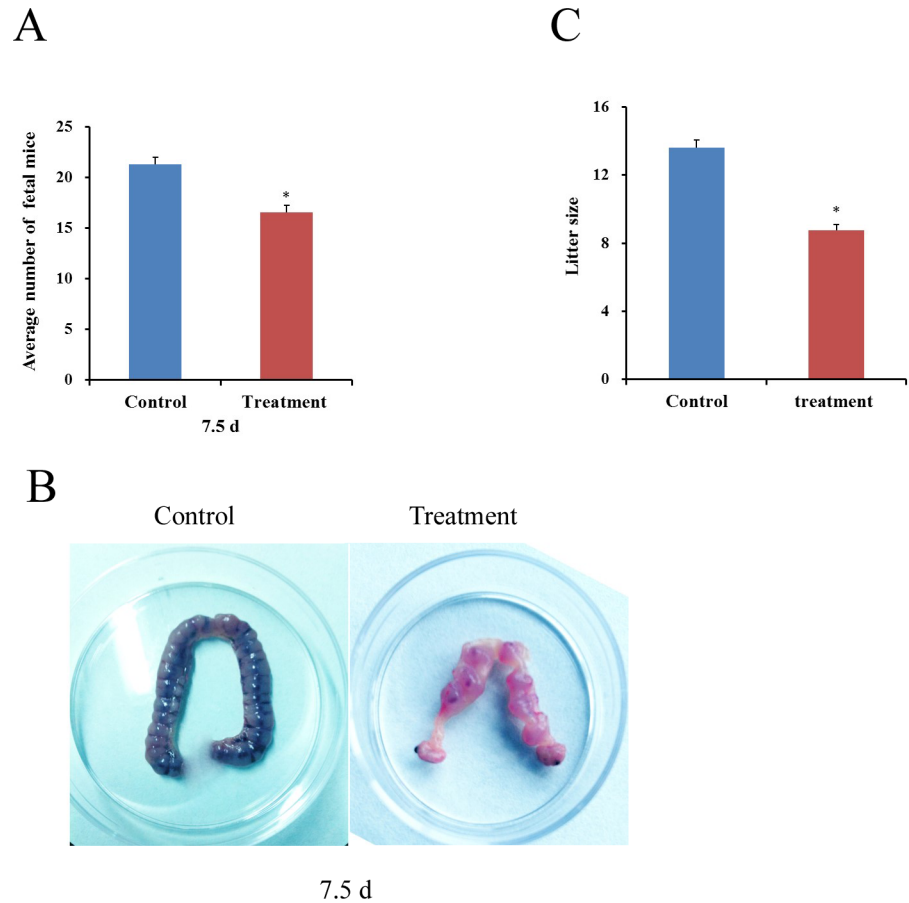 A
Average number of fetal mice
25
20
15
10
5
0
*
Control
Treatment
7.5 d
C
Litter size
16
12
8
4
0
*
Control
treatment
B
Control
Treatment
7.5 d